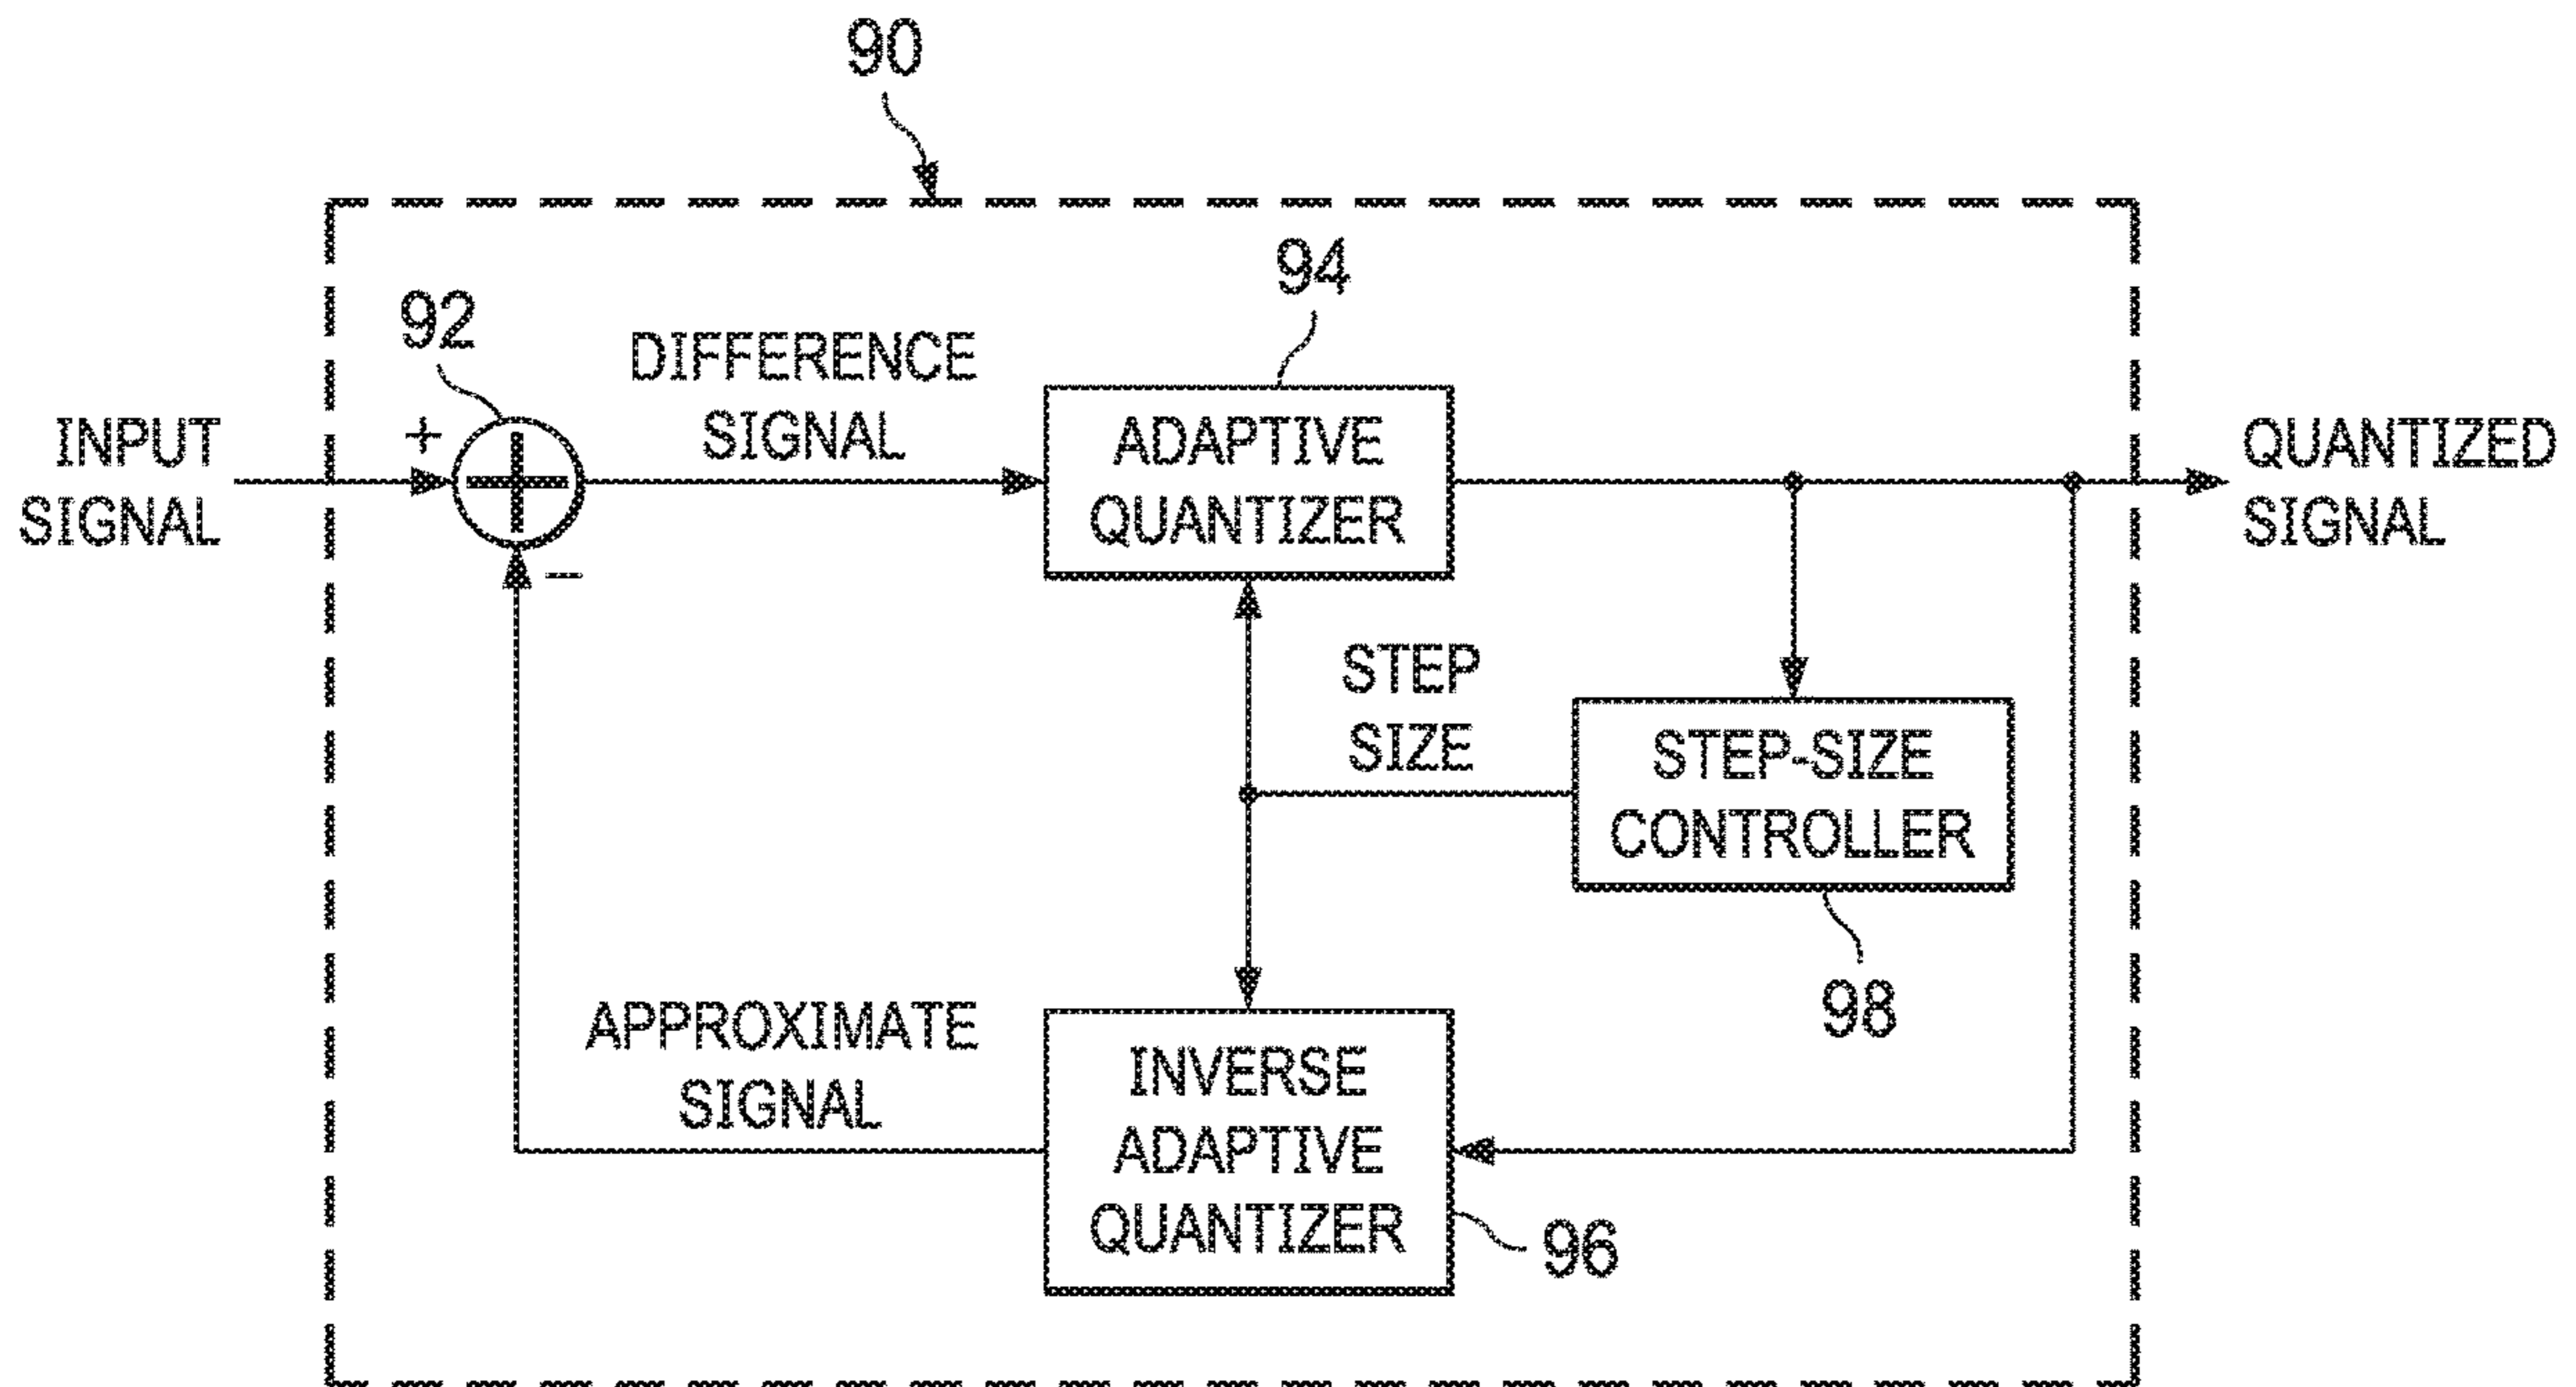 90
94
92
DIFFERENCE
SIGNAL
+
INPUT
SIGNAL
ADAPTIVE
QUANTIZER
QUANTIZED
SIGNAL
−
STEP
SIZE
STEP-SIZE
CONTROLLER
98
APPROXIMATE
SIGNAL
INVERSE
ADAPTIVE
QUANTIZER
96